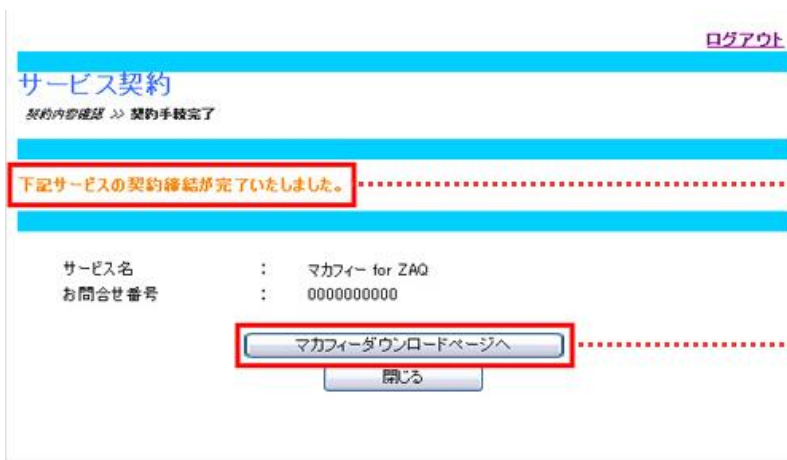 ログアウト
サービス契約
契約内容確認 >> 契約手続完了
下記サービスの契約締結が完了いたしました。
サービス名 : マカフィー for ZAQ
お問合せ番号 : 0000000000
マカフィーダウンロードページへ
閉じる